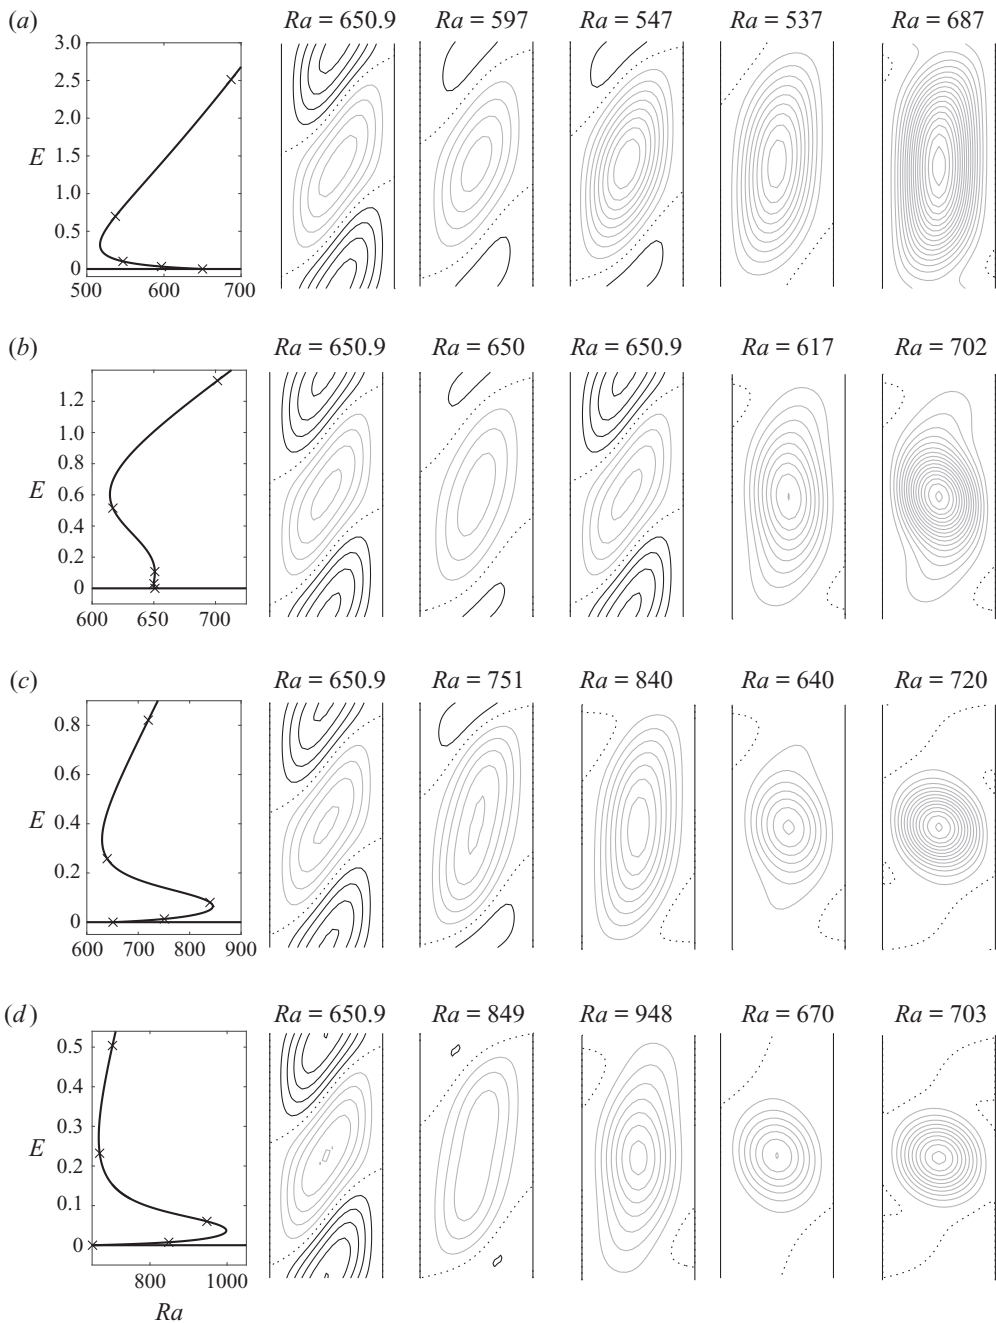 (a)
Ra = 650.9 Ra = 597 Ra = 547 Ra = 537 Ra = 687
3.0
2.5
2.0
E
1.5
1.0
0.5
0
500 600 700
(b)
Ra = 650.9 Ra = 650 Ra = 650.9 Ra = 617 Ra = 702
1.2
1.0
0.8
E
0.6
0.4
0.2
0
600 650 700
(c)
Ra = 650.9 Ra = 751 Ra = 840 Ra = 640 Ra = 720
0.8
0.6
E
0.4
0.2
0
600 700 800 900
(d)
Ra = 650.9 Ra = 849 Ra = 948 Ra = 670 Ra = 703
0.5
0.4
0.3
E
0.2
0.1
0
800 1000
Ra